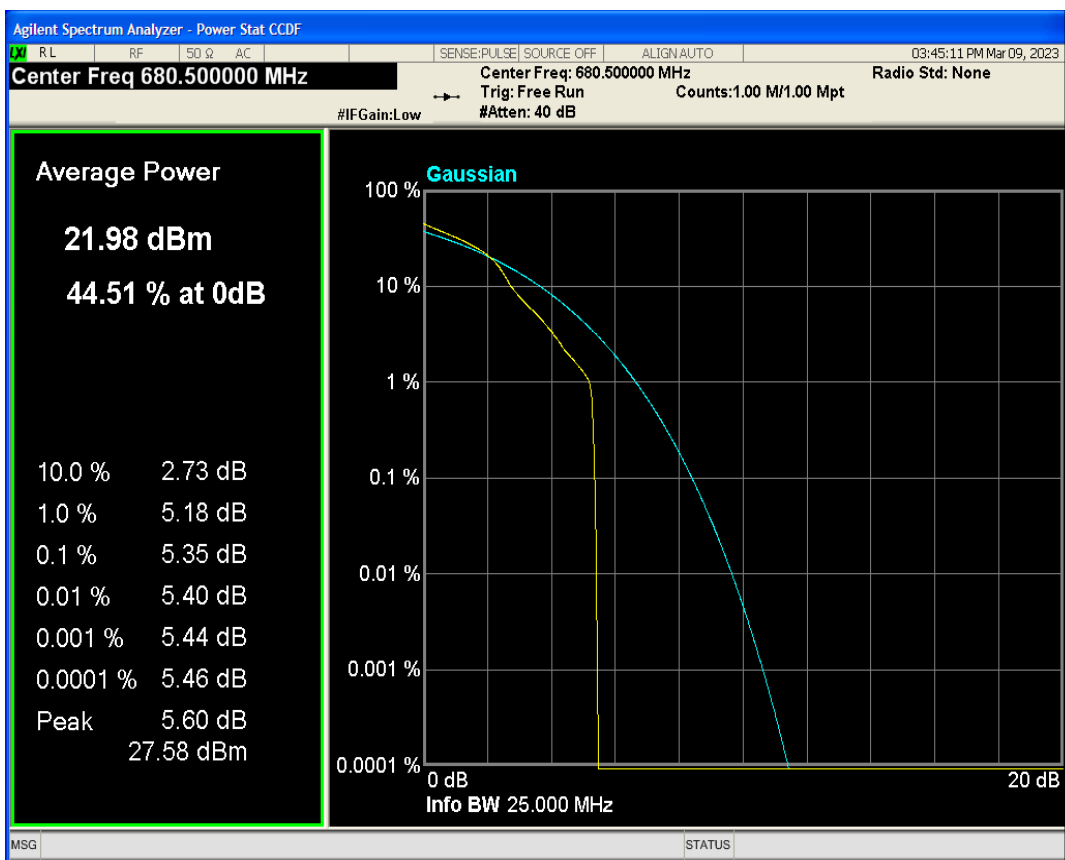 Agilent Spectrum Analyzer - Power Stat CCDF
LXI RL RF 50 Ω AC SENSE:PULSE SOURCE OFF ALIGN AUTO 03:45:11 PM Mar 09, 2023
Center Freq 680.500000 MHz
Center Freq: 680.500000 MHz Radio Std: None
Trig: Free Run Counts:1.00 M/1.00 Mpt
#IFGain:Low #Atten: 40 dB
Average Power
21.98 dBm
44.51 % at 0dB
10.0 % 2.73 dB
1.0 % 5.18 dB
0.1 % 5.35 dB
0.01 % 5.40 dB
0.001 % 5.44 dB
0.0001 % 5.46 dB
Peak 5.60 dB
27.58 dBm
Gaussian
100 %
10 %
1 %
0.1 %
0.01 %
0.001 %
0.0001 %
0 dB 20 dB
Info BW 25.000 MHz
MSG STATUS